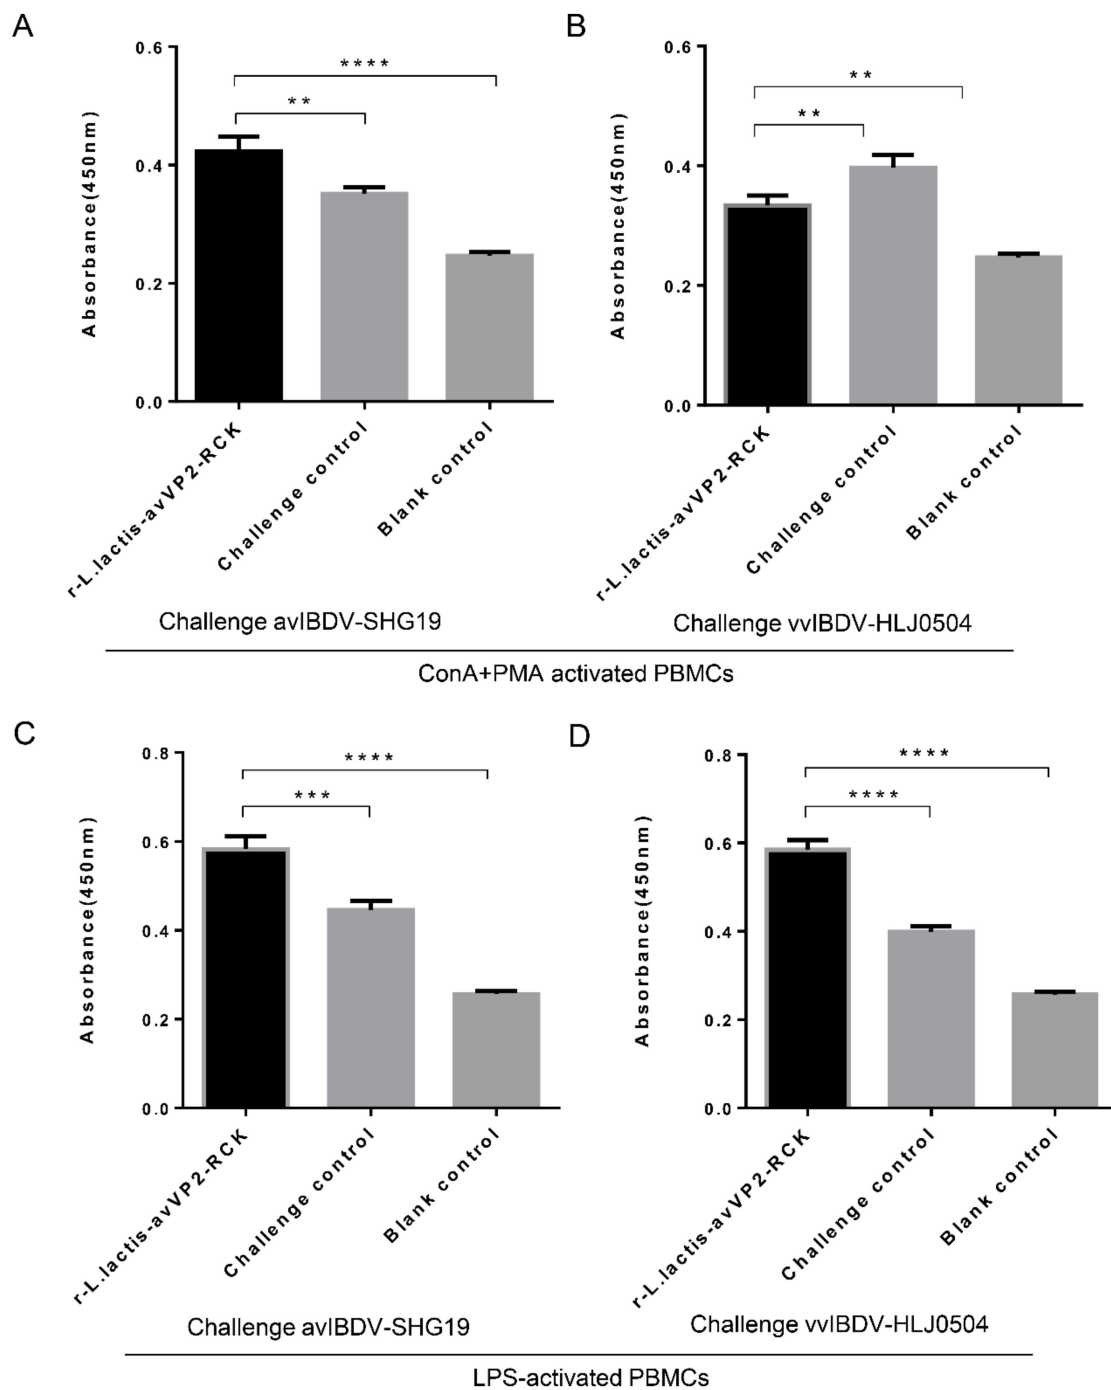 A
B
0.6
0.4
0.2
0.0
Absorbance(450nm)
****
**
r-L.lactis-avVP2-RCK
Challenge control
Blank control
Challenge avIBDV-SHG19
0.6
0.4
0.2
0.0
Absorbance(450nm)
**
**
r-L.lactis-avVP2-RCK
Challenge control
Blank control
Challenge vvIBDV-HLJ0504
ConA+PMA activated PBMCs
C
D
0.8
0.6
0.4
0.2
0.0
Absorbance(450nm)
****
***
r-L.lactis-avVP2-RCK
Challenge control
Blank control
Challenge avIBDV-SHG19
0.8
0.6
0.4
0.2
0.0
Absorbance(450nm)
****
****
r-L.lactis-avVP2-RCK
Challenge control
Blank control
Challenge vvIBDV-HLJ0504
LPS-activated PBMCs